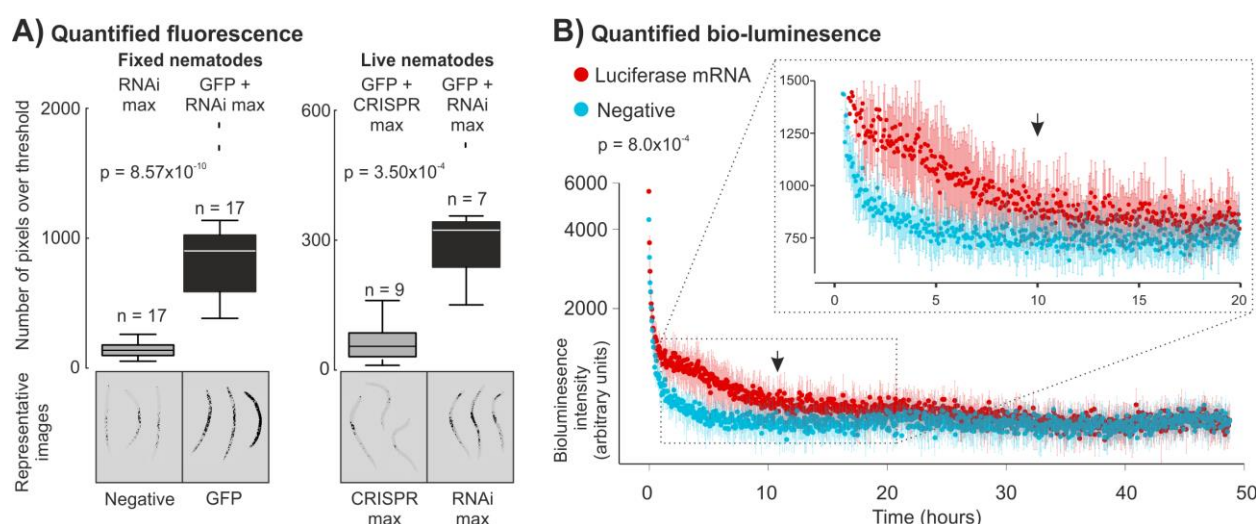 A) Quantified fluorescence
Fixed nematodes
RNAi
max
GFP +
RNAi max
2000
1000
0
Number of pixels over threshold
p = 8.57x10⁻¹⁰
n = 17
n = 17
Live nematodes
GFP +
CRISPR
max
GFP +
RNAi
max
600
300
0
p = 3.50x10⁻⁴
n = 7
n = 9
Representative
images
Negative
GFP
CRISPR
max
RNAi
max
B) Quantified bio-luminesence
Luciferase mRNA
Negative
p = 8.0x10⁻⁴
1500
1250
1000
750
0
5
10
15
20
6000
4000
2000
Bioluminesence
intensity
(arbitrary units)
0
10
20
30
40
50
Time (hours)